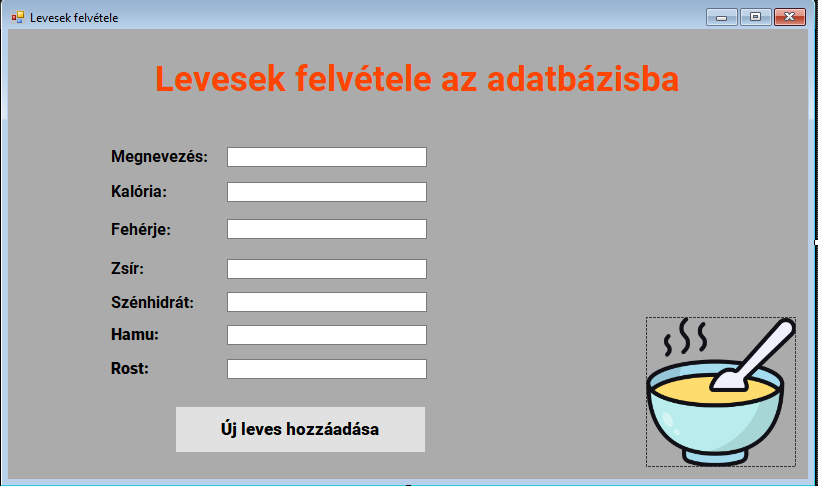 Levesek felvétele
Levesek felvétele az adatbázisba
Megnevezés:
Kalória:
Fehérje:
Zsír:
Szénhidrát:
Hamu:
Rost:
Új leves hozzáadása